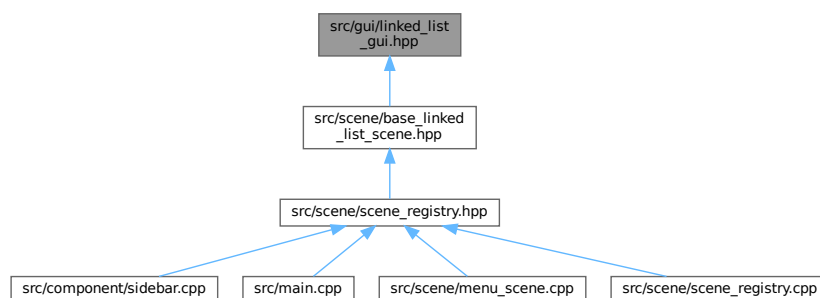 src/gui/linked_list
_gui.hpp
src/scene/base_linked
_list_scene.hpp
src/scene/scene_registry.hpp
src/component/sidebar.cpp
src/main.cpp
src/scene/menu_scene.cpp
src/scene/scene_registry.cpp